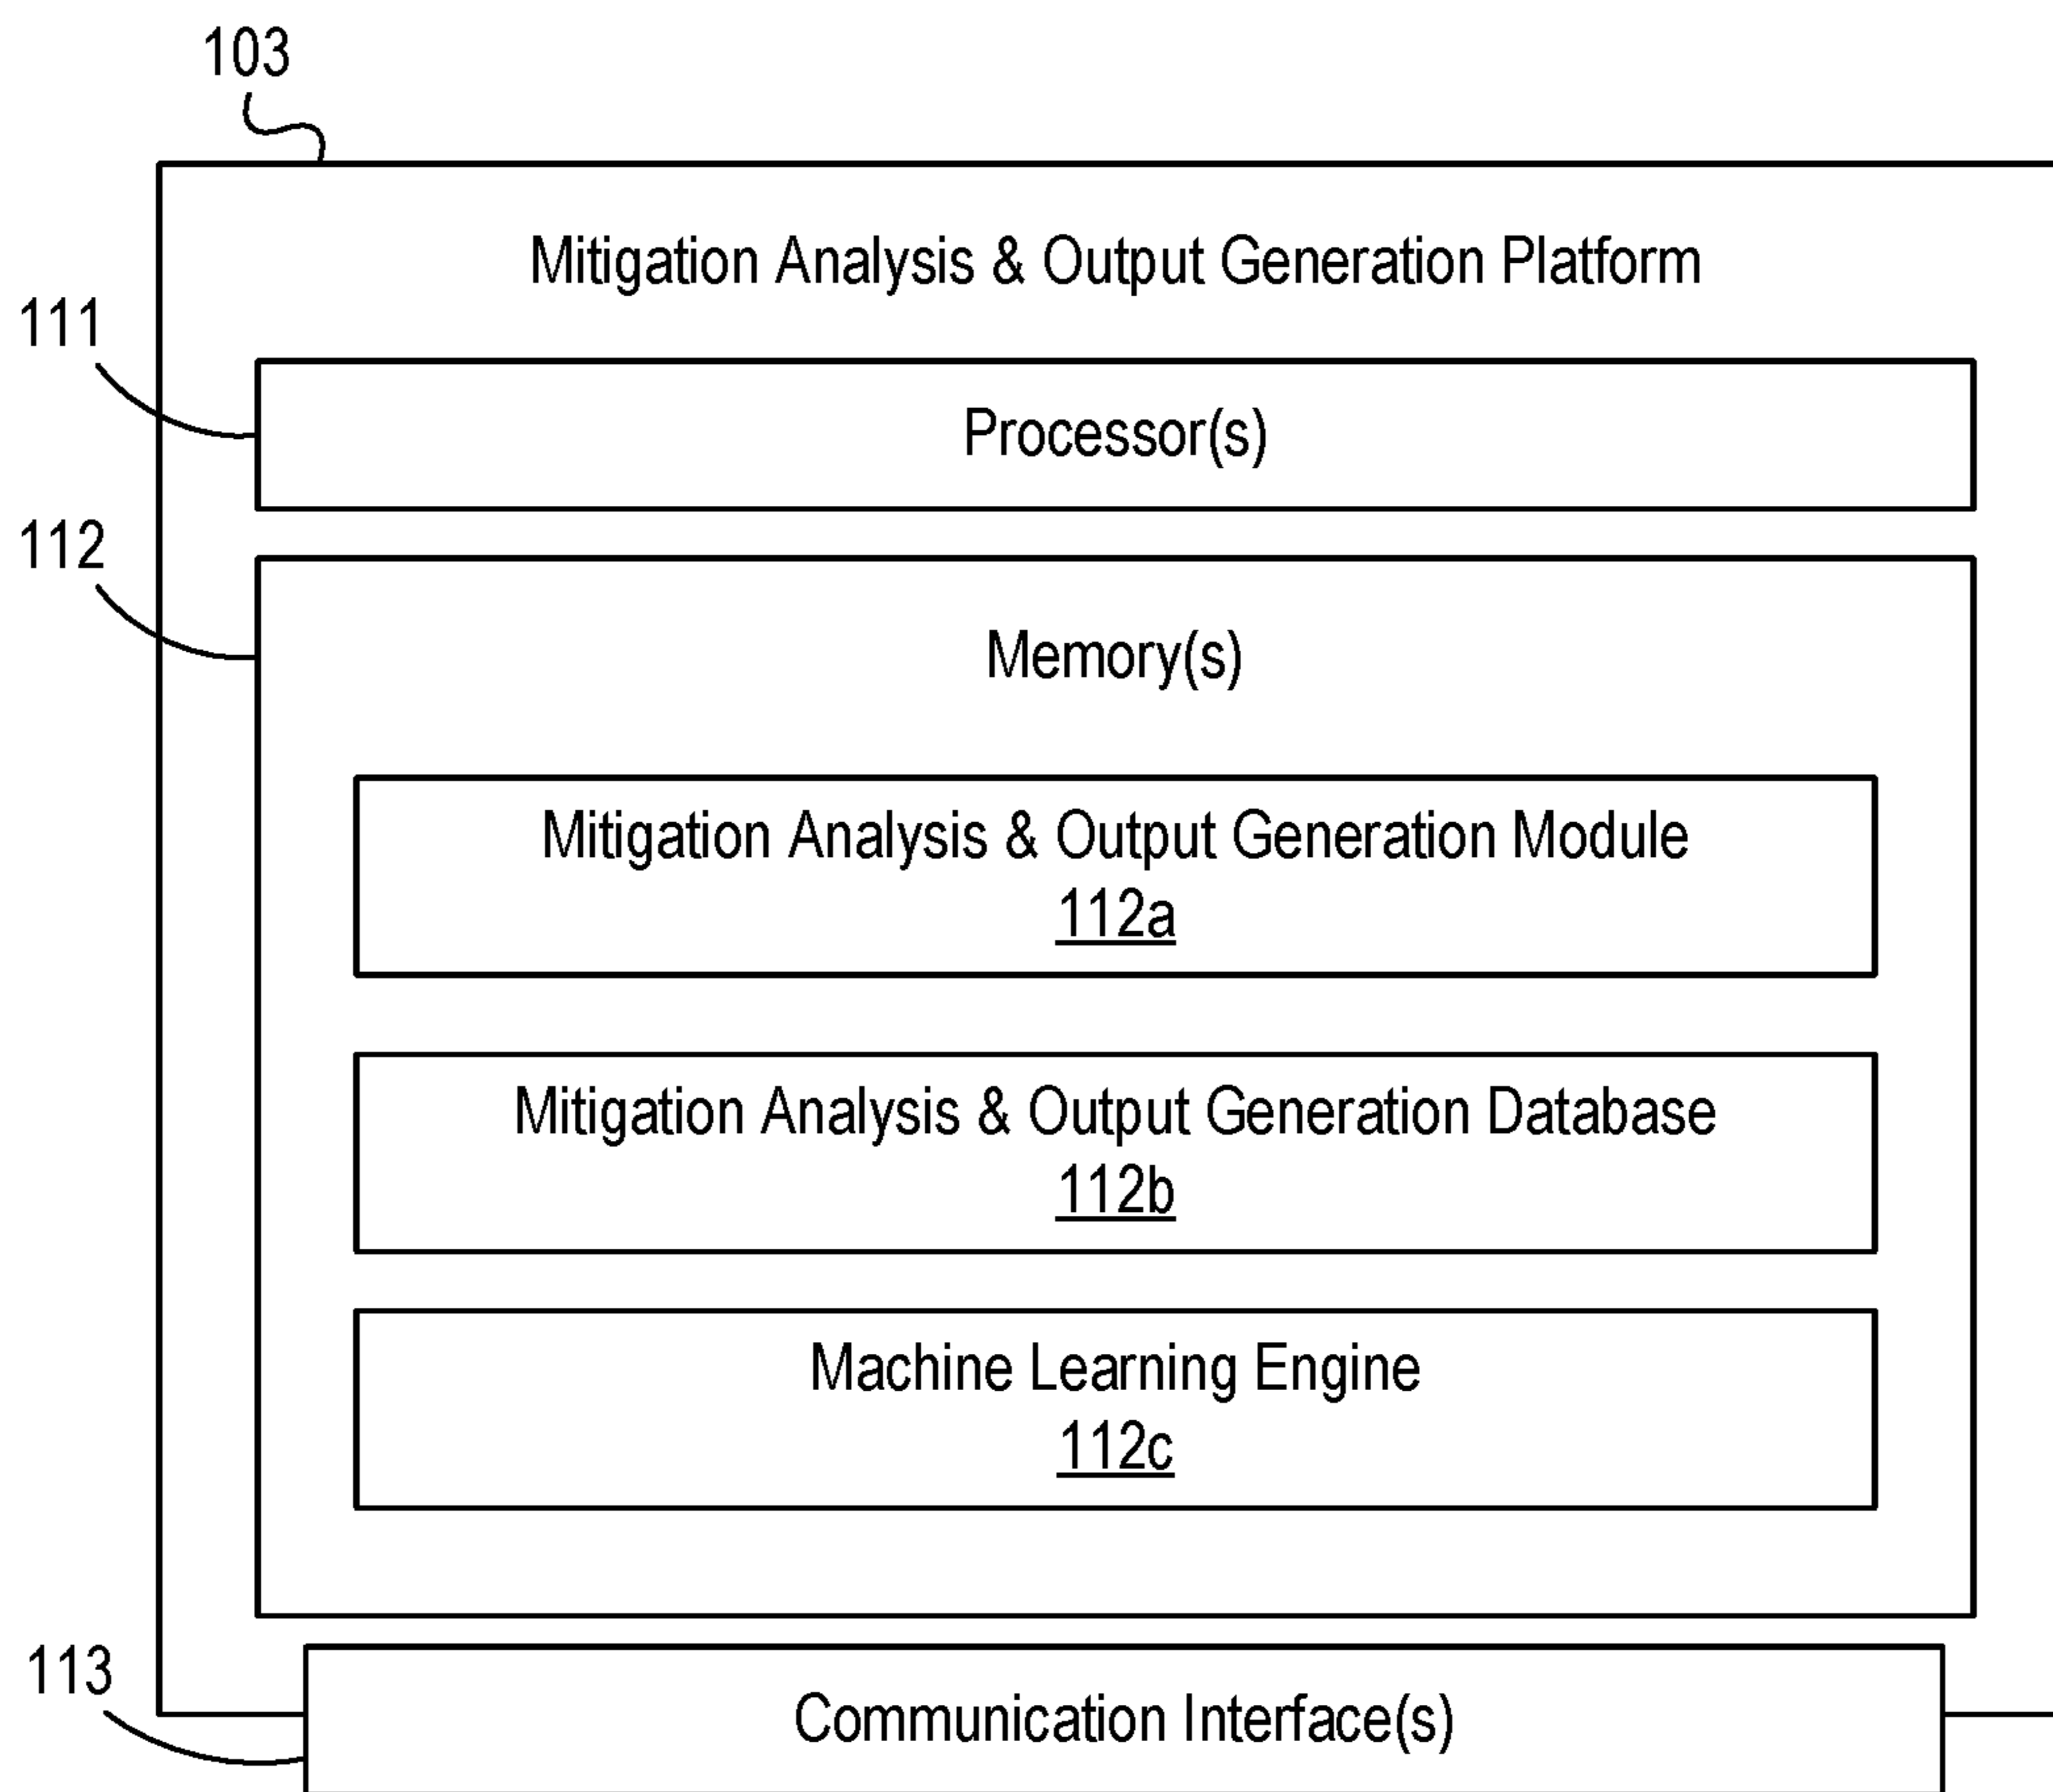 103
Mitigation Analysis & Output Generation Platform
111
Processor(s)
112
Memory(s)
Mitigation Analysis & Output Generation Module
112a
Mitigation Analysis & Output Generation Database
112b
Machine Learning Engine
112c
113
Communication Interface(s)